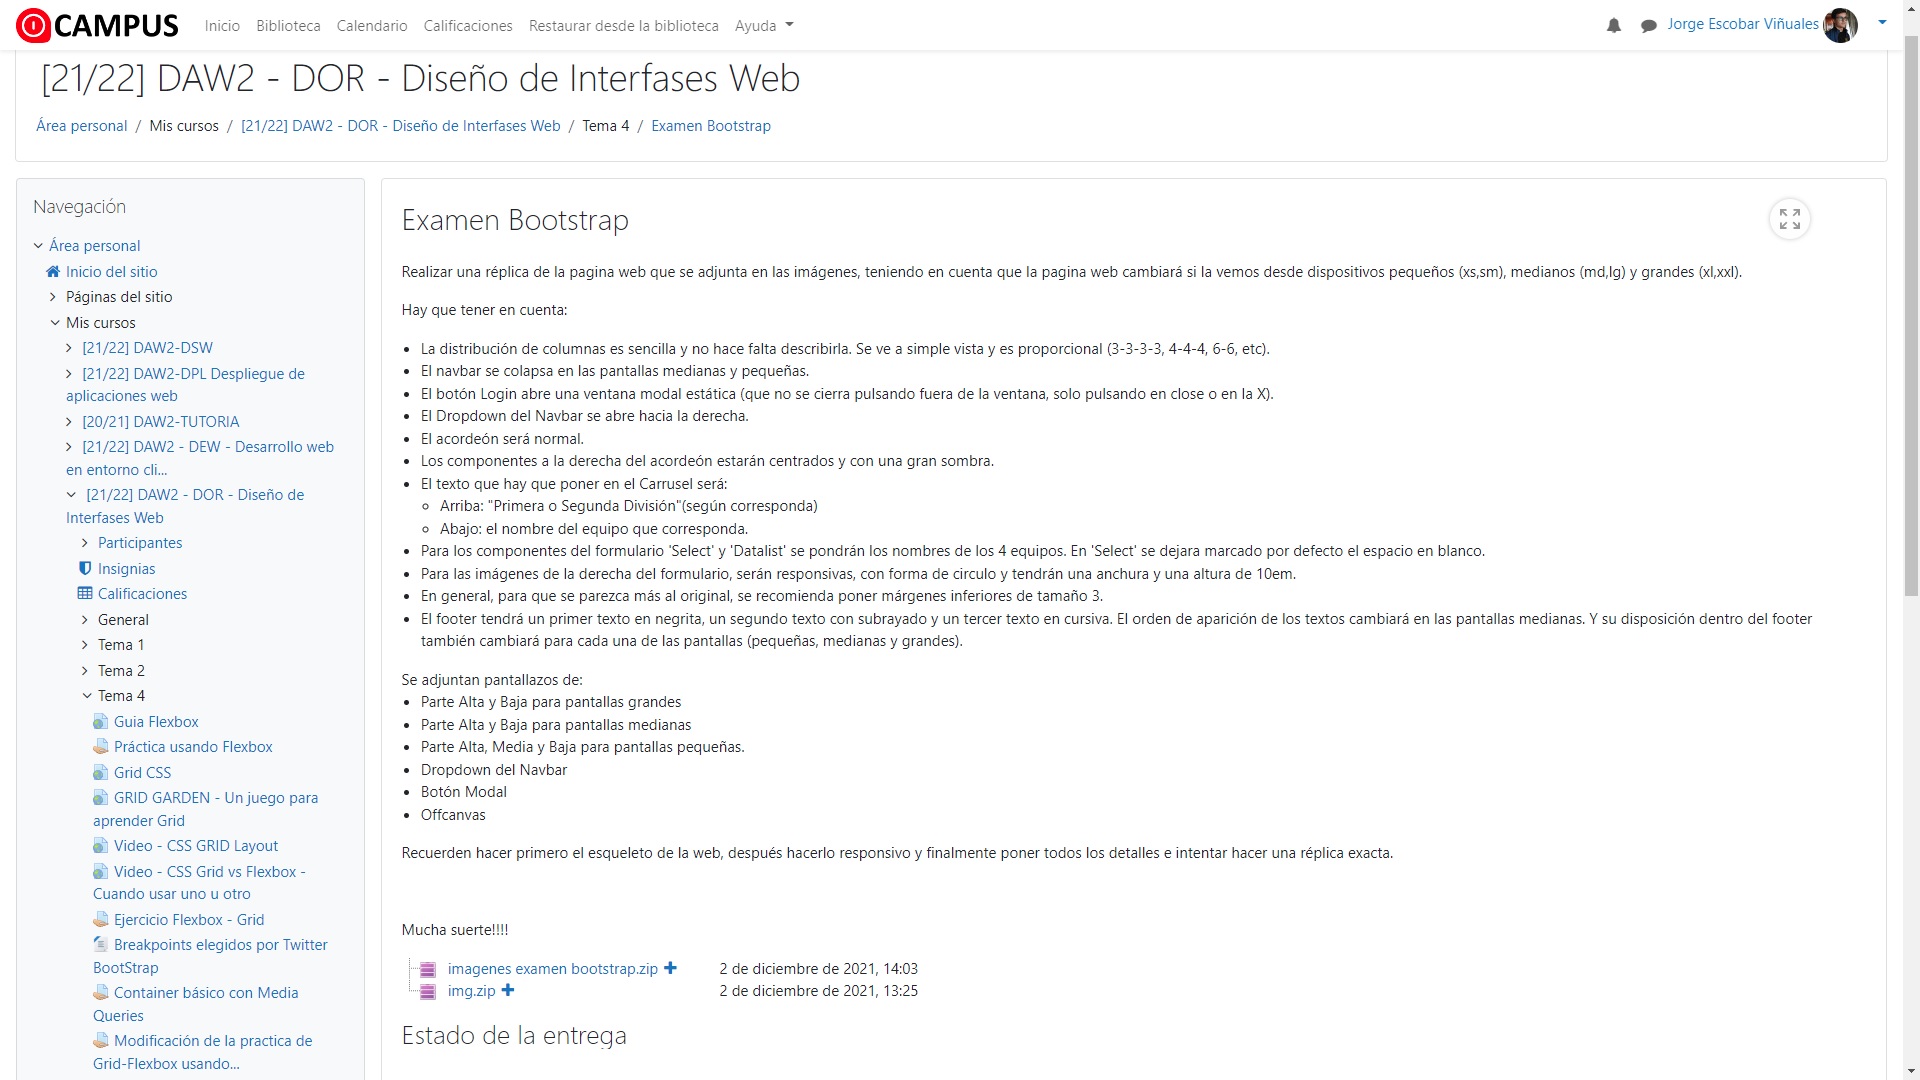 CAMPUS
Inicio Biblioteca Calendario Calificaciones Restaurar desde la biblioteca Ayuda
Jorge Escobar Viñuales
[21/22] DAW2 - DOR - Diseño de Interfases Web
Área personal / Mis cursos / [21/22] DAW2 - DOR - Diseño de Interfases Web / Tema 4 / Examen Bootstrap
Navegación
Área personal
Inicio del sitio
Páginas del sitio
Mis cursos
[21/22] DAW2-DSW
[21/22] DAW2-DPL Despliegue de
aplicaciones web
[20/21] DAW2-TUTORIA
[21/22] DAW2 - DEW - Desarrollo web
en entorno cli...
[21/22] DAW2 - DOR - Diseño de
Interfases Web
Participantes
Insignias
Calificaciones
General
Tema 1
Tema 2
Tema 4
Guia Flexbox
Práctica usando Flexbox
Grid CSS
GRID GARDEN - Un juego para
aprender Grid
Video - CSS GRID Layout
Video - CSS Grid vs Flexbox -
Cuando usar uno u otro
Ejercicio Flexbox - Grid
Breakpoints elegidos por Twitter
BootStrap
Container básico con Media
Queries
Modificación de la practica de
Grid-Flexbox usando...
Examen Bootstrap
Realizar una réplica de la pagina web que se adjunta en las imágenes, teniendo en cuenta que la pagina web cambiará si la vemos desde dispositivos pequeños (xs,sm), medianos (md,lg) y grandes (xl,xxl).
Hay que tener en cuenta:
• La distribución de columnas es sencilla y no hace falta describirla. Se ve a simple vista y es proporcional (3-3-3-3, 4-4-4, 6-6, etc).
• El navbar se colapsa en las pantallas medianas y pequeñas.
• El botón Login abre una ventana modal estática (que no se cierra pulsando fuera de la ventana, solo pulsando en close o en la X).
• El Dropdown del Navbar se abre hacia la derecha.
• El acordeón será normal.
• Los componentes a la derecha del acordeón estarán centrados y con una gran sombra.
• El texto que hay que poner en el Carrusel será:
◦ Arriba: "Primera o Segunda División"(según corresponda)
◦ Abajo: el nombre del equipo que corresponda.
• Para los componentes del formulario 'Select' y 'Datalist' se pondrán los nombres de los 4 equipos. En 'Select' se dejara marcado por defecto el espacio en blanco.
• Para las imágenes de la derecha del formulario, serán responsivas, con forma de circulo y tendrán una anchura y una altura de 10em.
• En general, para que se parezca más al original, se recomienda poner márgenes inferiores de tamaño 3.
• El footer tendrá un primer texto en negrita, un segundo texto con subrayado y un tercer texto en cursiva. El orden de aparición de los textos cambiará en las pantallas medianas. Y su disposición dentro del footer
también cambiará para cada una de las pantallas (pequeñas, medianas y grandes).
Se adjuntan pantallazos de:
• Parte Alta y Baja para pantallas grandes
• Parte Alta y Baja para pantallas medianas
• Parte Alta, Media y Baja para pantallas pequeñas.
• Dropdown del Navbar
• Botón Modal
• Offcanvas
Recuerden hacer primero el esqueleto de la web, después hacerlo responsivo y finalmente poner todos los detalles e intentar hacer una réplica exacta.
Mucha suerte!!!!
imagenes examen bootstrap.zip 2 de diciembre de 2021, 14:03
img.zip 2 de diciembre de 2021, 13:25
Estado de la entrega